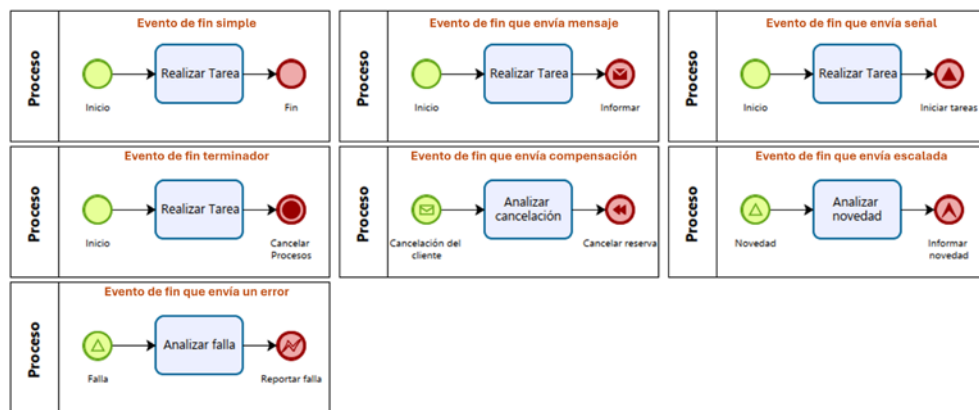 Evento de fin simple
Proceso
Realizar Tarea
Inicio
Fin
Evento de fin que envía mensaje
Proceso
Realizar Tarea
Inicio
Informar
Evento de fin que envía señal
Proceso
Realizar Tarea
Inicio
Iniciar tareas
Evento de fin terminador
Proceso
Realizar Tarea
Inicio
Cancelar
Procesos
Evento de fin que envía compensación
Proceso
Analizar
cancelación
Cancelación del
cliente
Cancelar reserva
Evento de fin que envía escalada
Proceso
Analizar
novedad
Novedad
Informar
novedad
Evento de fin que envía un error
Proceso
Analizar falla
Falla
Reportar falla